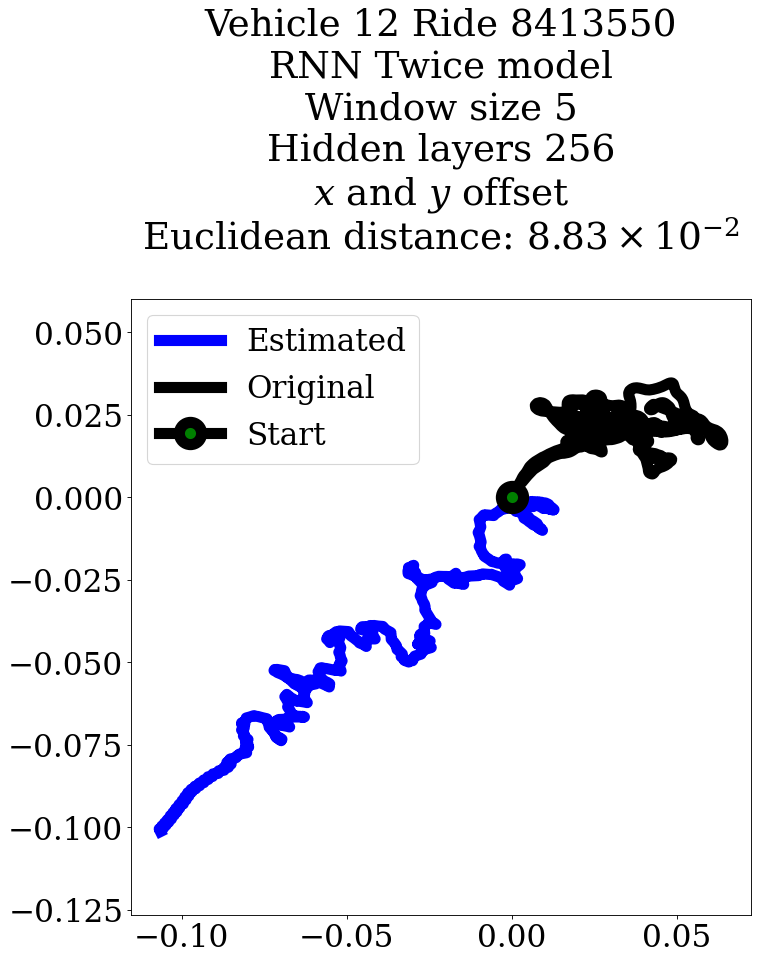 Vehicle 12 Ride 8413550
RNN Twice model
Window size 5
Hidden layers 256
x and y offset
Euclidean distance: 8.83 × 10⁻²
Estimated
Original
Start
0.050
0.025
0.000
−0.025
−0.050
−0.075
−0.100
−0.125
−0.10
−0.05
0.00
0.05